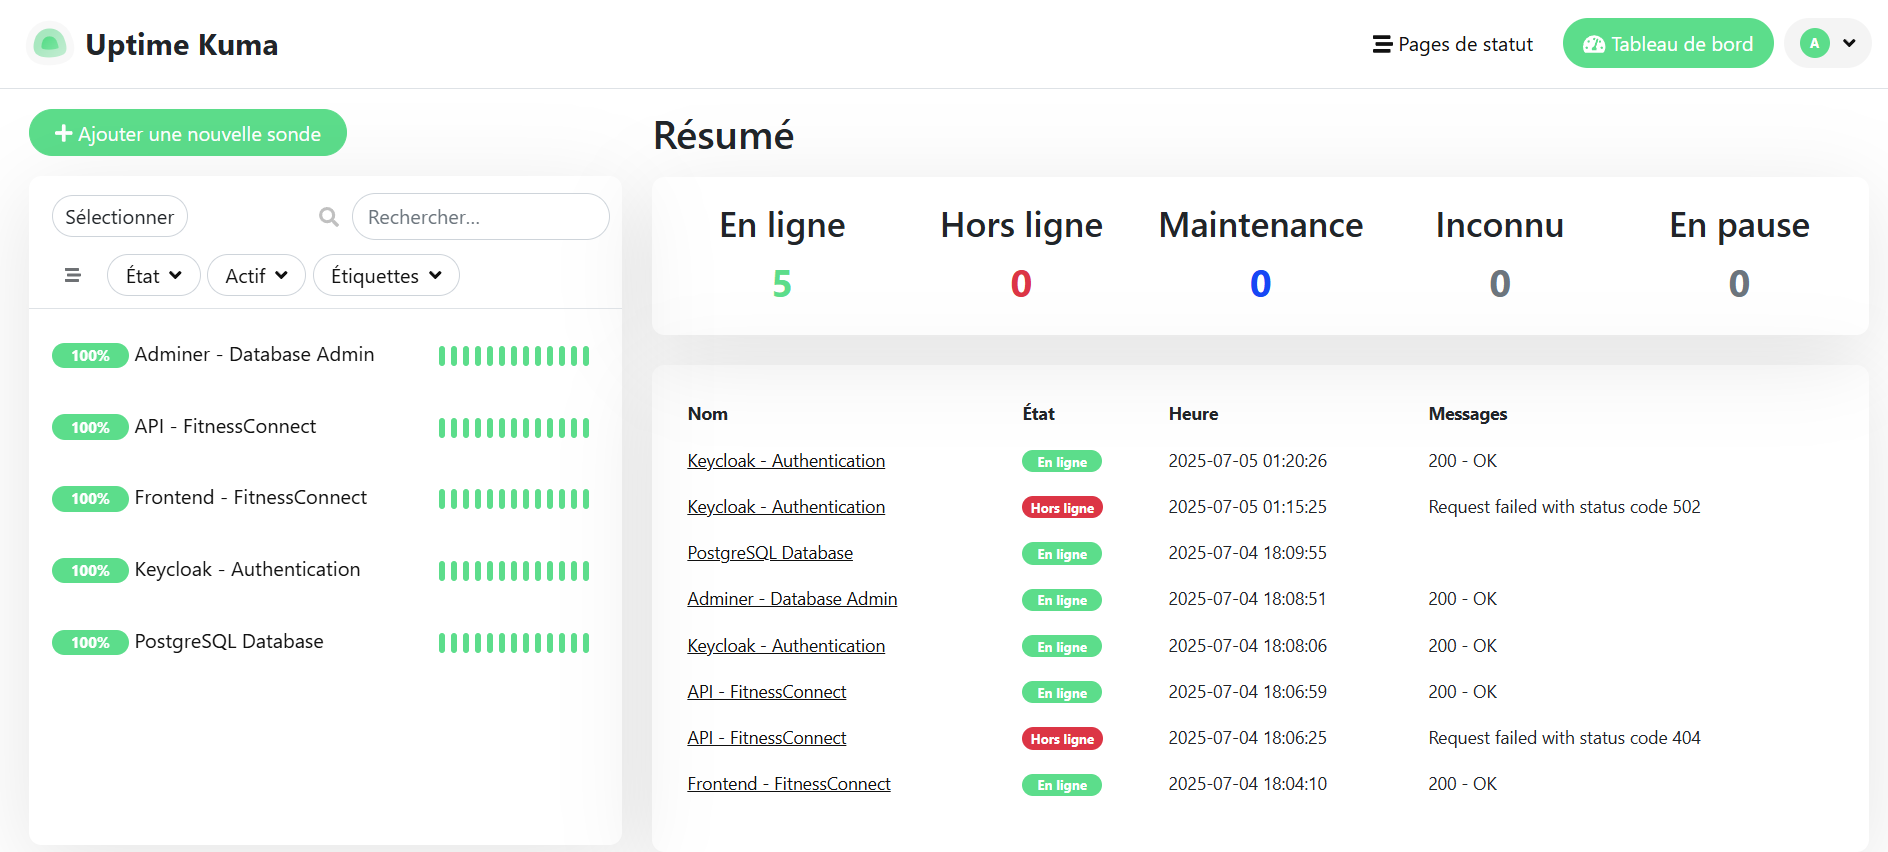 Uptime Kuma
Pages de statut
Tableau de bord
A
Ajouter une nouvelle sonde
Sélectionner
Rechercher...
État
Actif
Étiquettes
100% Adminer - Database Admin
100% API - FitnessConnect
100% Frontend - FitnessConnect
100% Keycloak - Authentication
100% PostgreSQL Database
Résumé
En ligne Hors ligne Maintenance Inconnu En pause
5 0 0 0 0
Nom État Heure Messages
Keycloak - Authentication En ligne 2025-07-05 01:20:26 200 - OK
Keycloak - Authentication Hors ligne 2025-07-05 01:15:25 Request failed with status code 502
PostgreSQL Database En ligne 2025-07-04 18:09:55
Adminer - Database Admin En ligne 2025-07-04 18:08:51 200 - OK
Keycloak - Authentication En ligne 2025-07-04 18:08:06 200 - OK
API - FitnessConnect En ligne 2025-07-04 18:06:59 200 - OK
API - FitnessConnect Hors ligne 2025-07-04 18:06:25 Request failed with status code 404
Frontend - FitnessConnect En ligne 2025-07-04 18:04:10 200 - OK